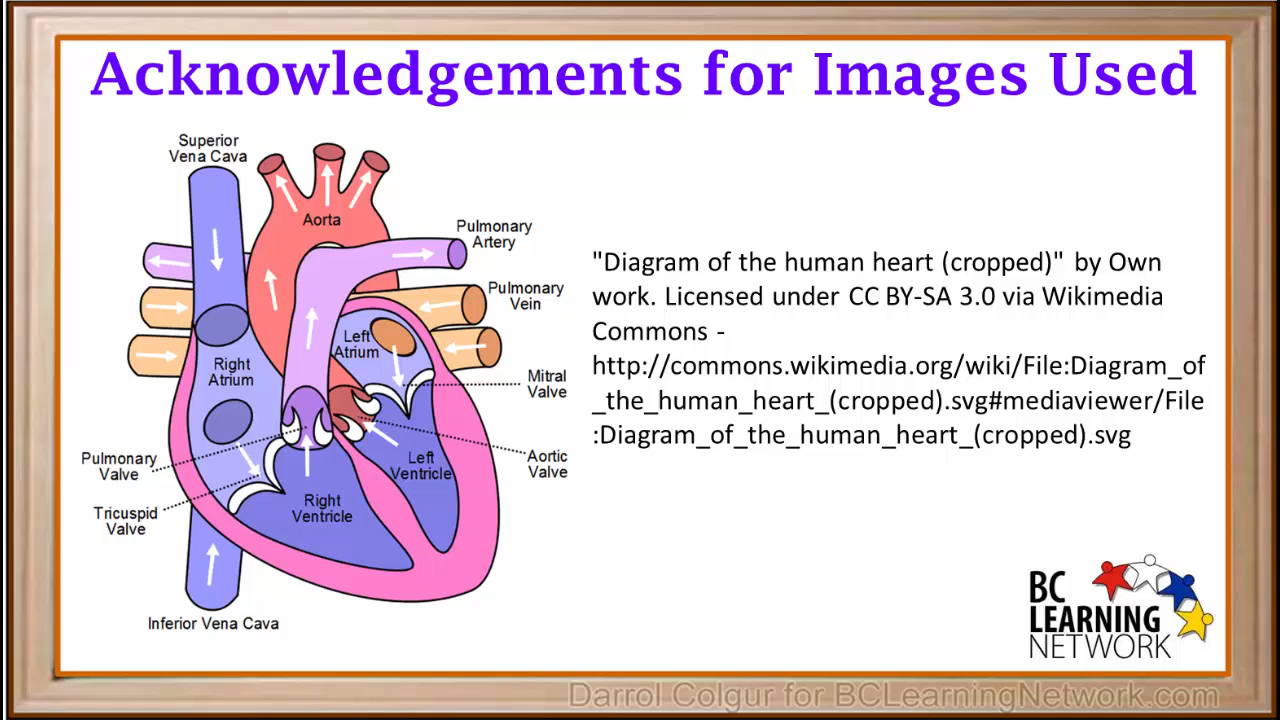 Acknowledgements for Images Used
Superior
Vena Cava
Aorta
Pulmonary
Artery
Pulmonary
Vein
Left
Atrium
Right
Atrium
Mitral
Valve
Pulmonary
Valve
Left
Ventricle
Aortic
Valve
Tricuspid
Valve
Right
Ventricle
Inferior Vena Cava
"Diagram of the human heart (cropped)" by Own
work. Licensed under CC BY-SA 3.0 via Wikimedia
Commons -
http://commons.wikimedia.org/wiki/File:Diagram_of
_the_human_heart_(cropped).svg#mediaviewer/File
:Diagram_of_the_human_heart_(cropped).svg
BC
LEARNING
NETWORK
Darrol Colgur for BCLearningNetwork.com